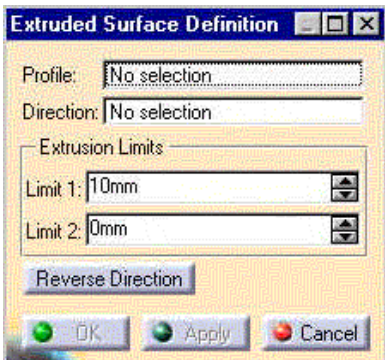 Extruded Surface Definition
Profile: No selection
Direction: No selection
Extrusion Limits
Limit 1: 10mm
Limit 2: 0mm
Reverse Direction
OK Apply Cancel